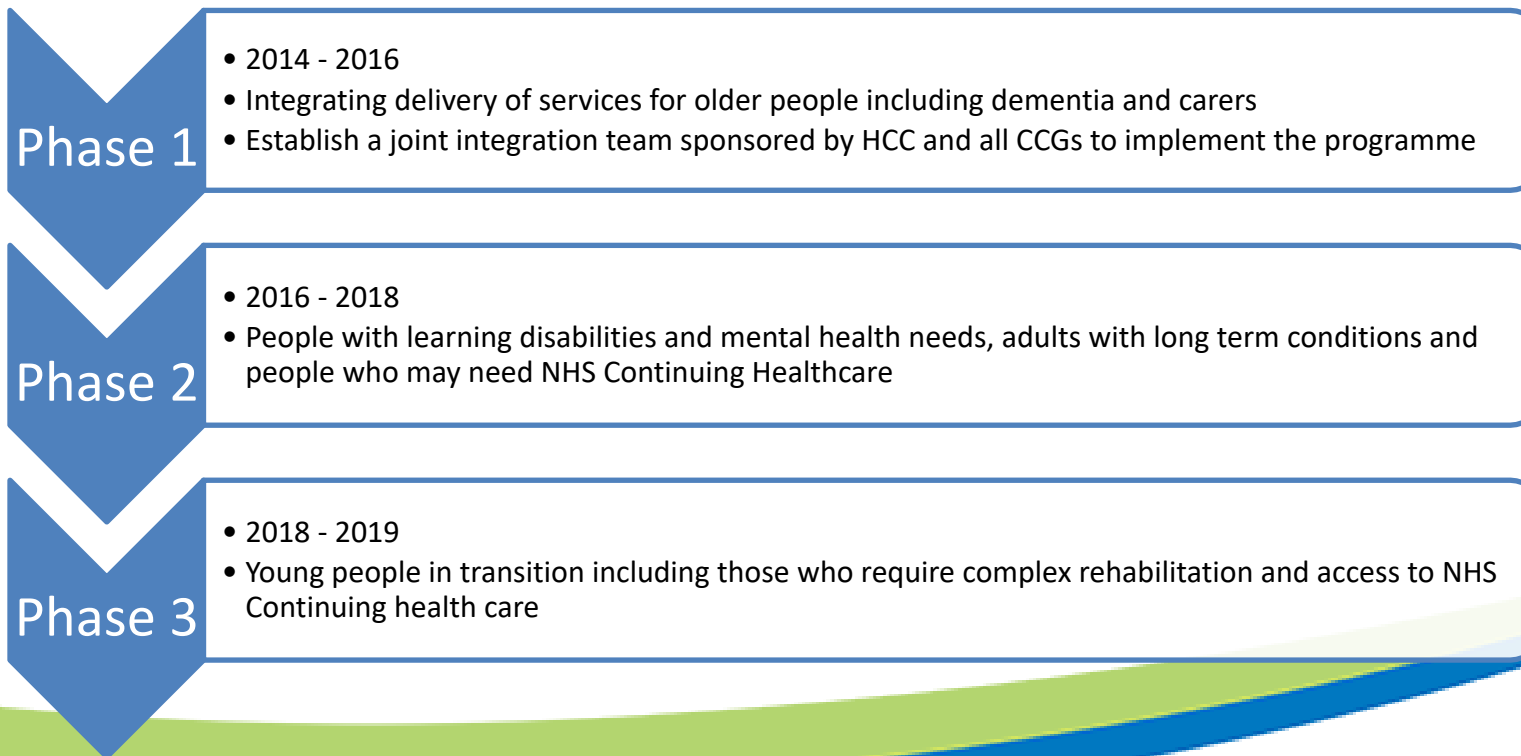 Phase 1
• 2014 - 2016
• Integrating delivery of services for older people including dementia and carers
• Establish a joint integration team sponsored by HCC and all CCGs to implement the programme
Phase 2
• 2016 - 2018
• People with learning disabilities and mental health needs, adults with long term conditions and
people who may need NHS Continuing Healthcare
Phase 3
• 2018 - 2019
• Young people in transition including those who require complex rehabilitation and access to NHS
Continuing health care